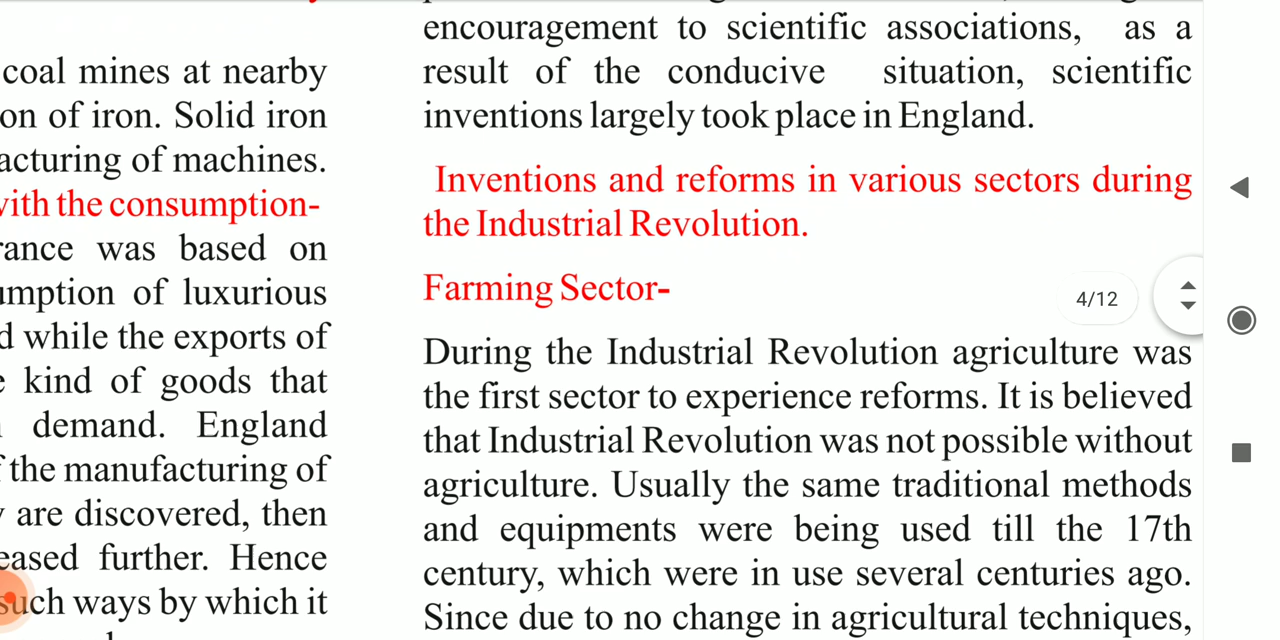 coal mines at nearby
on of iron. Solid iron
acturing of machines.
with the consumption-
rance was based on
umption of luxurious
d while the exports of
e kind of goods that
demand. England
f the manufacturing of
y are discovered, then
eased further. Hence
such ways by which it
encouragement to scientific associations, as a
result of the conducive situation, scientific
inventions largely took place in England.
Inventions and reforms in various sectors during
the Industrial Revolution.
Farming Sector-
During the Industrial Revolution agriculture was
the first sector to experience reforms. It is believed
that Industrial Revolution was not possible without
agriculture. Usually the same traditional methods
and equipments were being used till the 17th
century, which were in use several centuries ago.
Since due to no change in agricultural techniques,
4/12